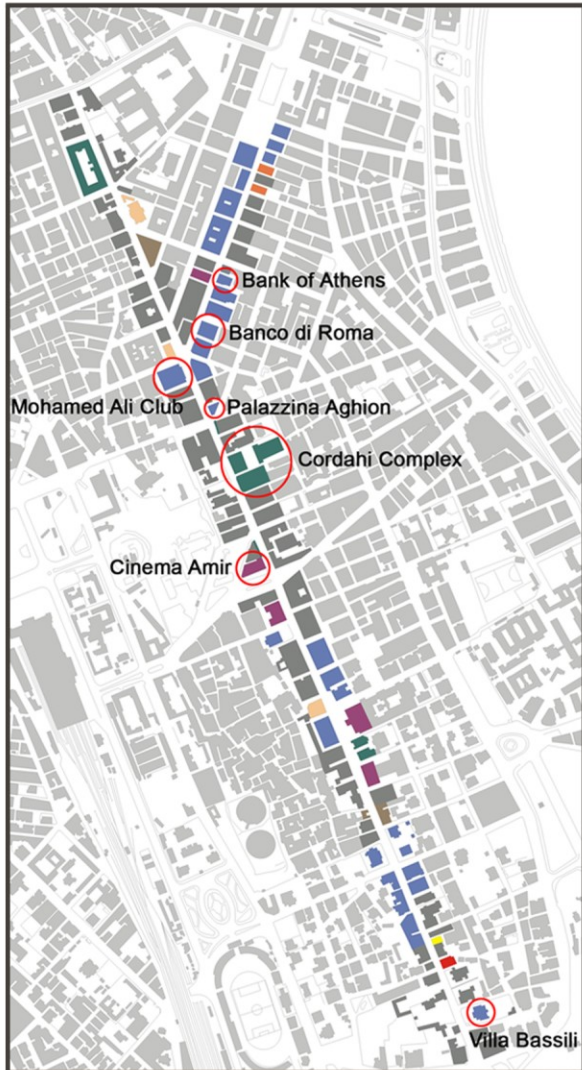 Bank of Athens
Banco di Roma
Mohamed Ali Club
Palazzina Aghion
Cordahi Complex
Cinema Amir
Villa Bassili